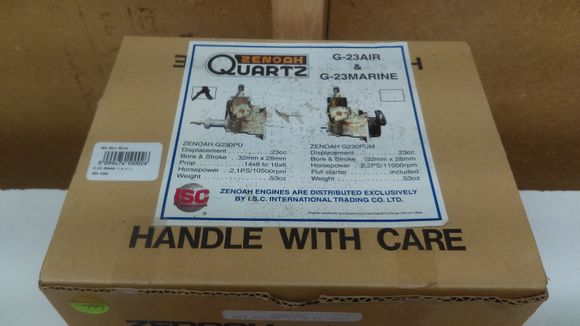 ZENOAH
QUARTZ
G-23AIR
&
G-23MARINE
ZENOAH G230PU
Displacement 23cc
Bore & Stroke 32mm x 28mm
Prop 14x8 to 16x6
Horsepower 2.1PS/10500rpm
Weight 53oz
ZENOAH G230PUM
Displacement 23cc
Bore & Stroke 32mm x 28mm
Horsepower 2.2PS/11000rpm
Pull starter included
Weight 53oz
ISC
ZENOAH ENGINES ARE DISTRIBUTED EXCLUSIVELY
BY I.S.C. INTERNATIONAL TRADING CO. LTD.
HANDLE WITH CARE
ZENOAH